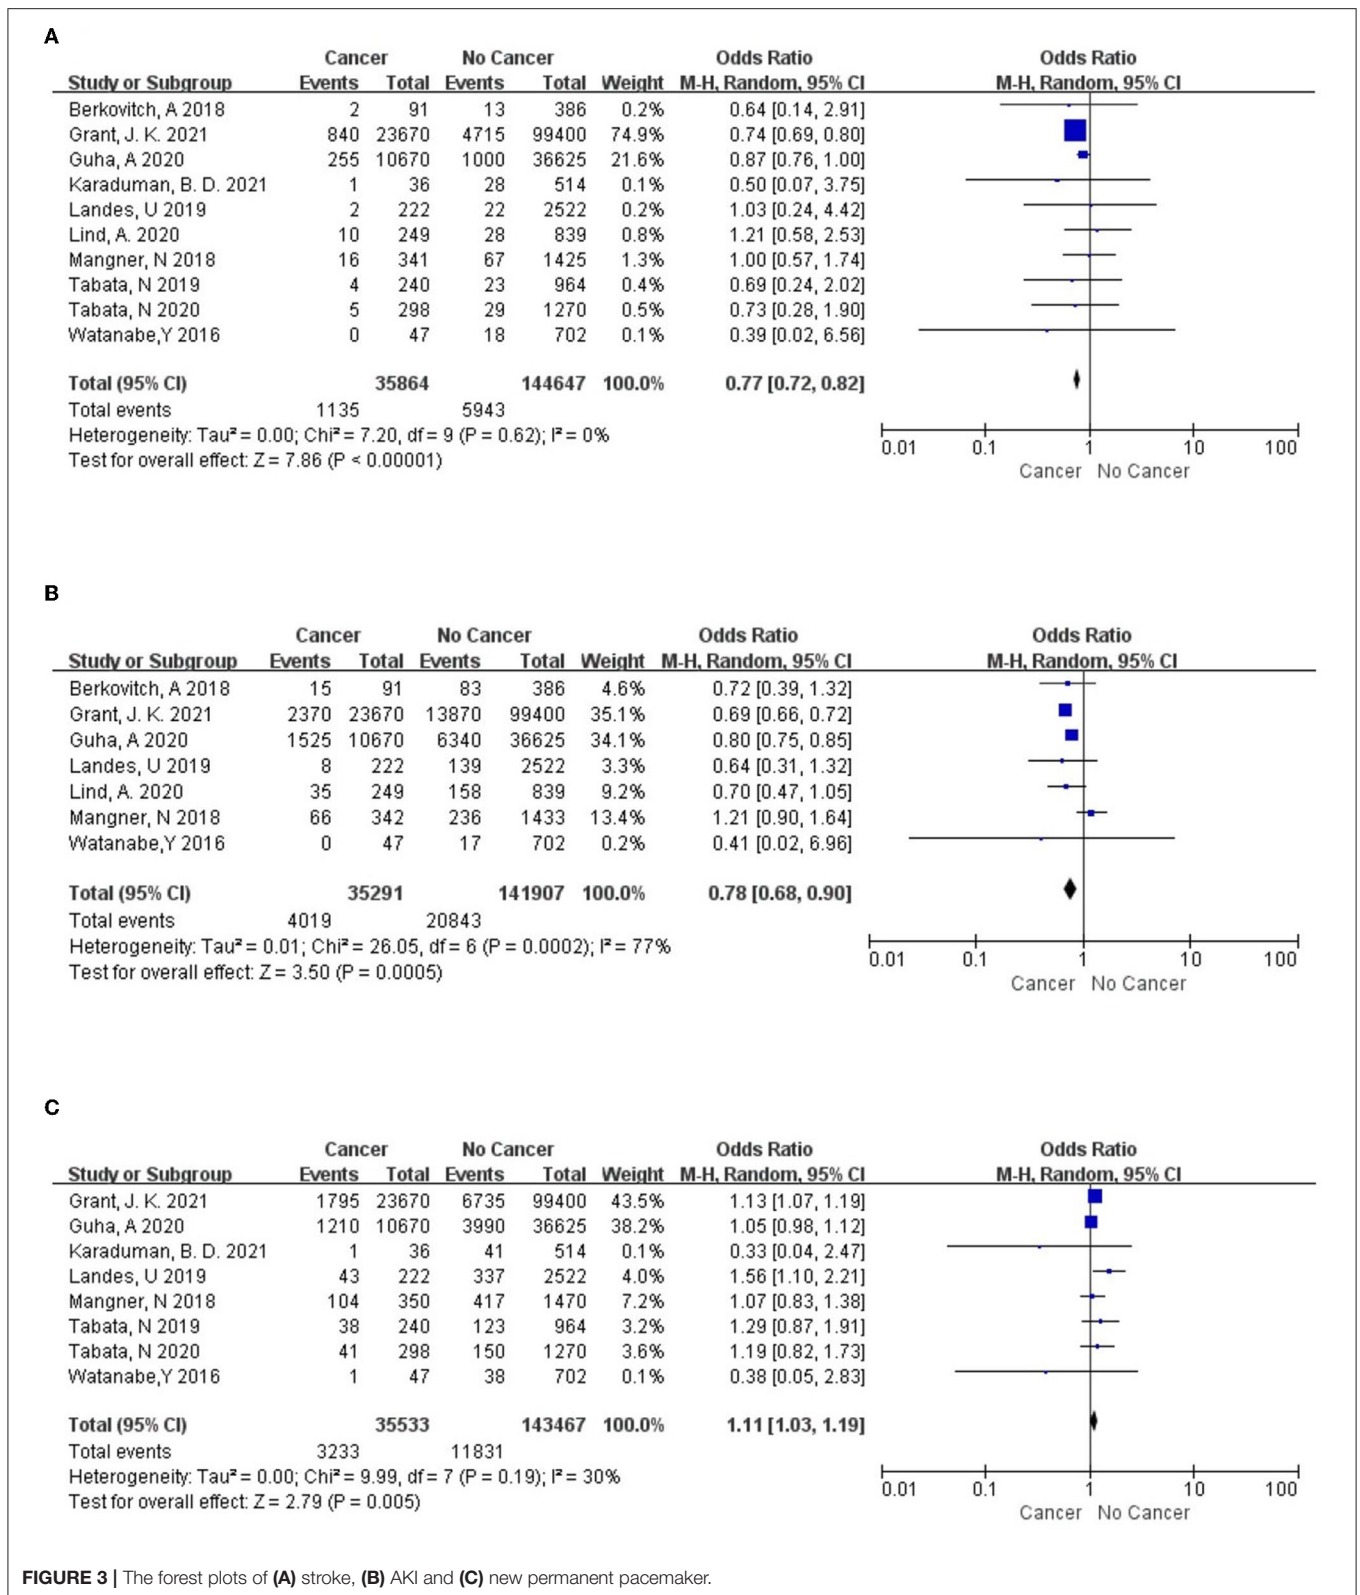 A
Cancer No Cancer Odds Ratio Odds Ratio
Study or Subgroup Events Total Events Total Weight M-H, Random, 95% CI M-H, Random, 95% CI
Berkovitch, A 2018 2 91 13 386 0.2% 0.64 [0.14, 2.91]
Grant, J. K. 2021 840 23670 4715 99400 74.9% 0.74 [0.69, 0.80]
Guha, A 2020 255 10670 1000 36625 21.6% 0.87 [0.76, 1.00]
Karaduman, B. D. 2021 1 36 28 514 0.1% 0.50 [0.07, 3.75]
Landes, U 2019 2 222 22 2522 0.2% 1.03 [0.24, 4.42]
Lind, A. 2020 10 249 28 839 0.8% 1.21 [0.58, 2.53]
Mangner, N 2018 16 341 67 1425 1.3% 1.00 [0.57, 1.74]
Tabata, N 2019 4 240 23 964 0.4% 0.69 [0.24, 2.02]
Tabata, N 2020 5 298 29 1270 0.5% 0.73 [0.28, 1.90]
Watanabe,Y 2016 0 47 18 702 0.1% 0.39 [0.02, 6.56]
Total (95% CI) 35864 144647 100.0% 0.77 [0.72, 0.82]
Total events 1135 5943
Heterogeneity: Tau² = 0.00; Chi² = 7.20, df = 9 (P = 0.62); I² = 0%
Test for overall effect: Z = 7.86 (P < 0.00001)
0.01 0.1 1 10 100
Cancer No Cancer
B
Cancer No Cancer Odds Ratio Odds Ratio
Study or Subgroup Events Total Events Total Weight M-H, Random, 95% CI M-H, Random, 95% CI
Berkovitch, A 2018 15 91 83 386 4.6% 0.72 [0.39, 1.32]
Grant, J. K. 2021 2370 23670 13870 99400 35.1% 0.69 [0.66, 0.72]
Guha, A 2020 1525 10670 6340 36625 34.1% 0.80 [0.75, 0.85]
Landes, U 2019 8 222 139 2522 3.3% 0.64 [0.31, 1.32]
Lind, A. 2020 35 249 158 839 9.2% 0.70 [0.47, 1.05]
Mangner, N 2018 66 342 236 1433 13.4% 1.21 [0.90, 1.64]
Watanabe,Y 2016 0 47 17 702 0.2% 0.41 [0.02, 6.96]
Total (95% CI) 35291 141907 100.0% 0.78 [0.68, 0.90]
Total events 4019 20843
Heterogeneity: Tau² = 0.01; Chi² = 26.05, df = 6 (P = 0.0002); I² = 77%
Test for overall effect: Z = 3.50 (P = 0.0005)
0.01 0.1 1 10 100
Cancer No Cancer
C
Cancer No Cancer Odds Ratio Odds Ratio
Study or Subgroup Events Total Events Total Weight M-H, Random, 95% CI M-H, Random, 95% CI
Grant, J. K. 2021 1795 23670 6735 99400 43.5% 1.13 [1.07, 1.19]
Guha, A 2020 1210 10670 3990 36625 38.2% 1.05 [0.98, 1.12]
Karaduman, B. D. 2021 1 36 41 514 0.1% 0.33 [0.04, 2.47]
Landes, U 2019 43 222 337 2522 4.0% 1.56 [1.10, 2.21]
Mangner, N 2018 104 350 417 1470 7.2% 1.07 [0.83, 1.38]
Tabata, N 2019 38 240 123 964 3.2% 1.29 [0.87, 1.91]
Tabata, N 2020 41 298 150 1270 3.6% 1.19 [0.82, 1.73]
Watanabe,Y 2016 1 47 38 702 0.1% 0.38 [0.05, 2.83]
Total (95% CI) 35533 143467 100.0% 1.11 [1.03, 1.19]
Total events 3233 11831
Heterogeneity: Tau² = 0.00; Chi² = 9.99, df = 7 (P = 0.19); I² = 30%
Test for overall effect: Z = 2.79 (P = 0.005)
0.01 0.1 1 10 100
Cancer No Cancer
FIGURE 3 | The forest plots of (A) stroke, (B) AKI and (C) new permanent pacemaker.